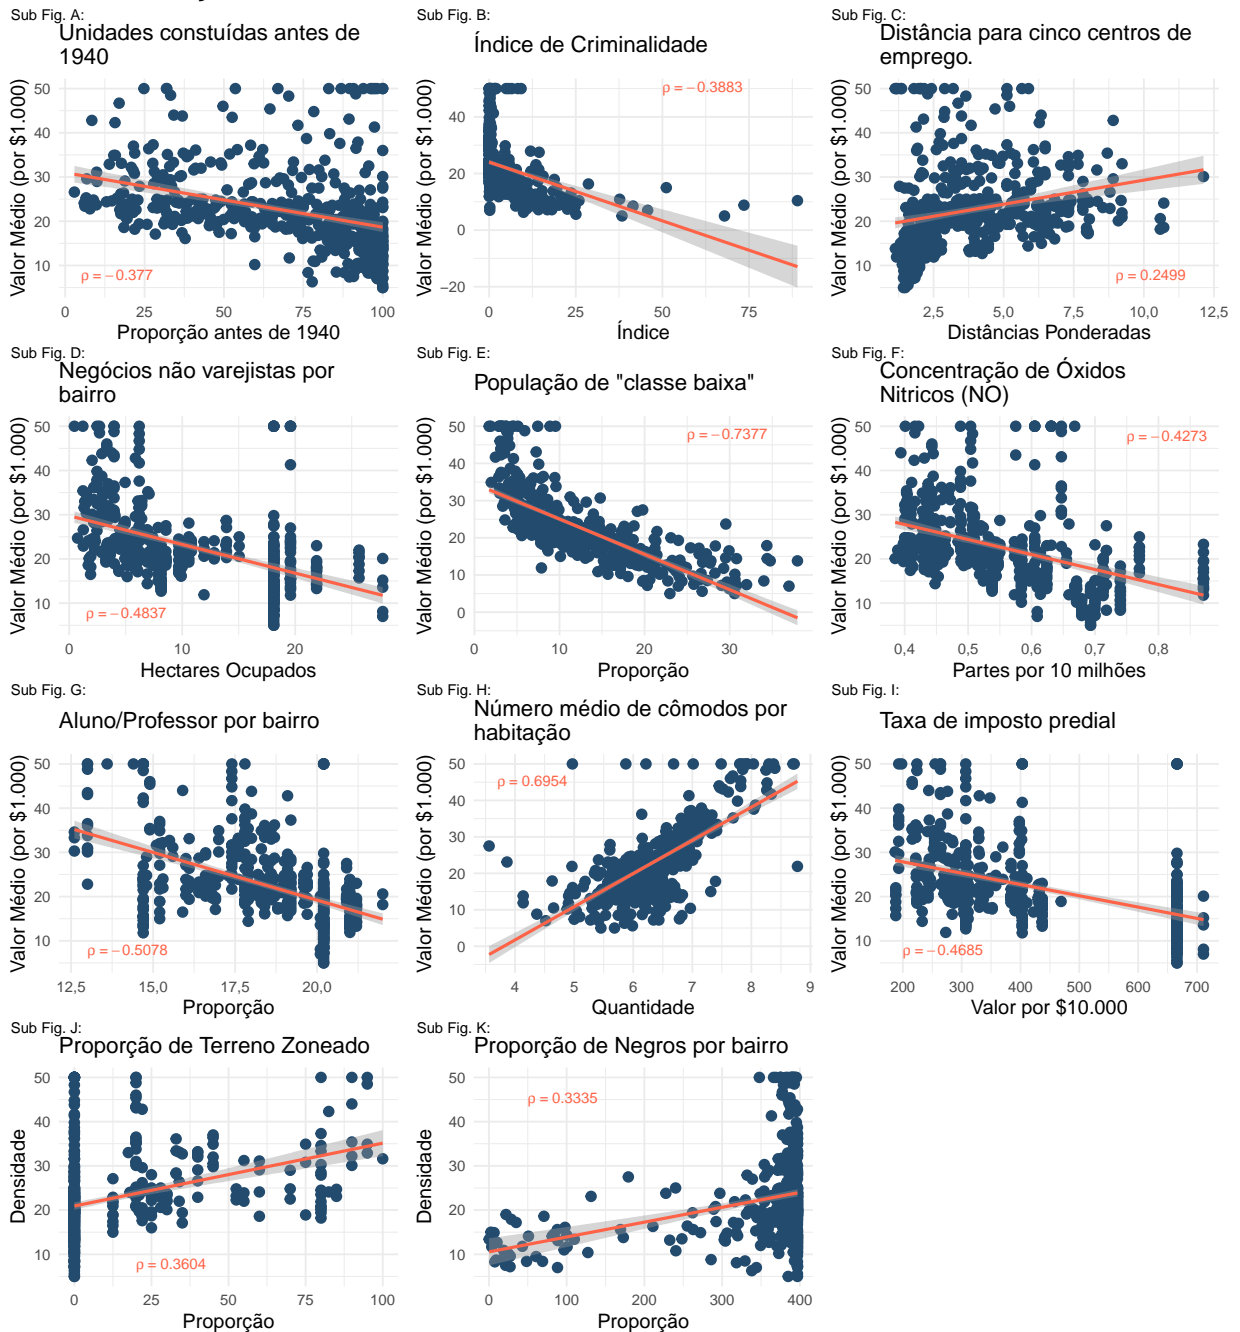 Sub Fig. A:
Unidades constuídas antes de
1940
Valor Médio (por $1.000)
50
40
30
20
10
ρ = −0.377
0
25
50
75
100
Proporção antes de 1940
Sub Fig. B:
Índice de Criminalidade
Valor Médio (por $1.000)
40
20
0
−20
ρ = −0.3883
0
25
50
75
Índice
Sub Fig. C:
Distância para cinco centros de
emprego.
Valor Médio (por $1.000)
50
40
30
20
10
ρ = 0.2499
2,5
5,0
7,5
10,0
12,5
Distâncias Ponderadas
Sub Fig. D:
Negócios não varejistas por
bairro
Valor Médio (por $1.000)
50
40
30
20
10
ρ = −0.4837
0
10
20
Hectares Ocupados
Sub Fig. E:
População de "classe baixa"
Valor Médio (por $1.000)
50
40
30
20
10
0
ρ = −0.7377
0
10
20
30
Proporção
Sub Fig. F:
Concentração de Óxidos
Nitricos (NO)
Valor Médio (por $1.000)
50
40
30
20
10
ρ = −0.4273
0,4
0,5
0,6
0,7
0,8
Partes por 10 milhões
Sub Fig. G:
Aluno/Professor por bairro
Valor Médio (por $1.000)
50
40
30
20
10
ρ = −0.5078
12,5
15,0
17,5
20,0
Proporção
Sub Fig. H:
Número médio de cômodos por
habitação
Valor Médio (por $1.000)
50
40
30
20
10
0
ρ = 0.6954
4
5
6
7
8
9
Quantidade
Sub Fig. I:
Taxa de imposto predial
Valor Médio (por $1.000)
50
40
30
20
10
ρ = −0.4685
200
300
400
500
600
700
Valor por $10.000
Sub Fig. J:
Proporção de Terreno Zoneado
Densidade
50
40
30
20
10
ρ = 0.3604
0
25
50
75
100
Proporção
Sub Fig. K:
Proporção de Negros por bairro
Densidade
50
40
30
20
10
ρ = 0.3335
0
100
200
300
400
Proporção